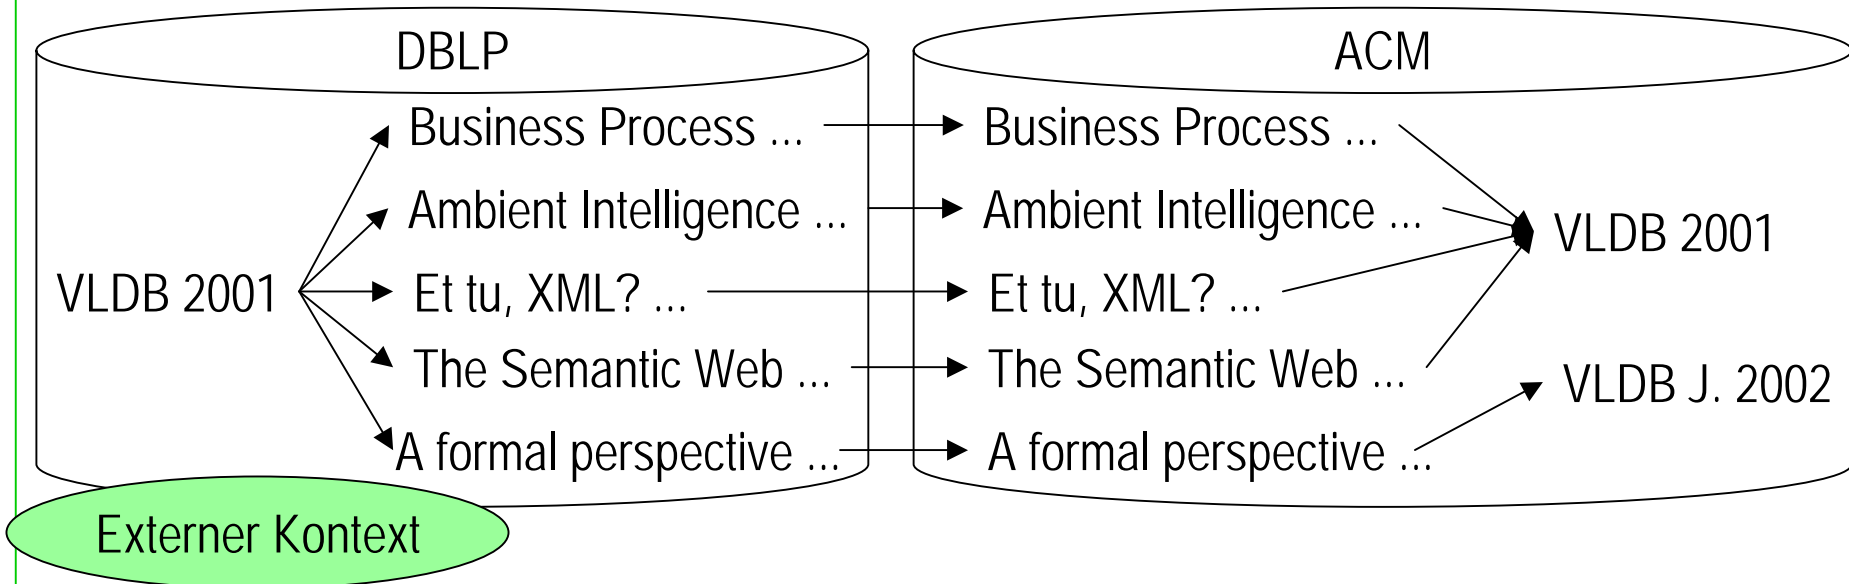 DBLP
ACM
Business Process ...
Business Process ...
Ambient Intelligence ...
Ambient Intelligence ...
VLDB 2001
VLDB 2001
Et tu, XML? ...
Et tu, XML? ...
The Semantic Web ...
The Semantic Web ...
VLDB J. 2002
A formal perspective ...
A formal perspective ...
Externer Kontext